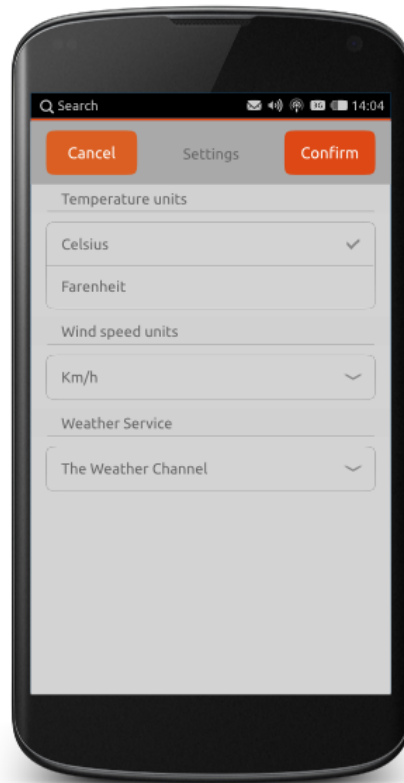 Search 3G 14:04
Cancel Settings Confirm
Temperature units
Celsius
Farenheit
Wind speed units
Km/h
Weather Service
The Weather Channel